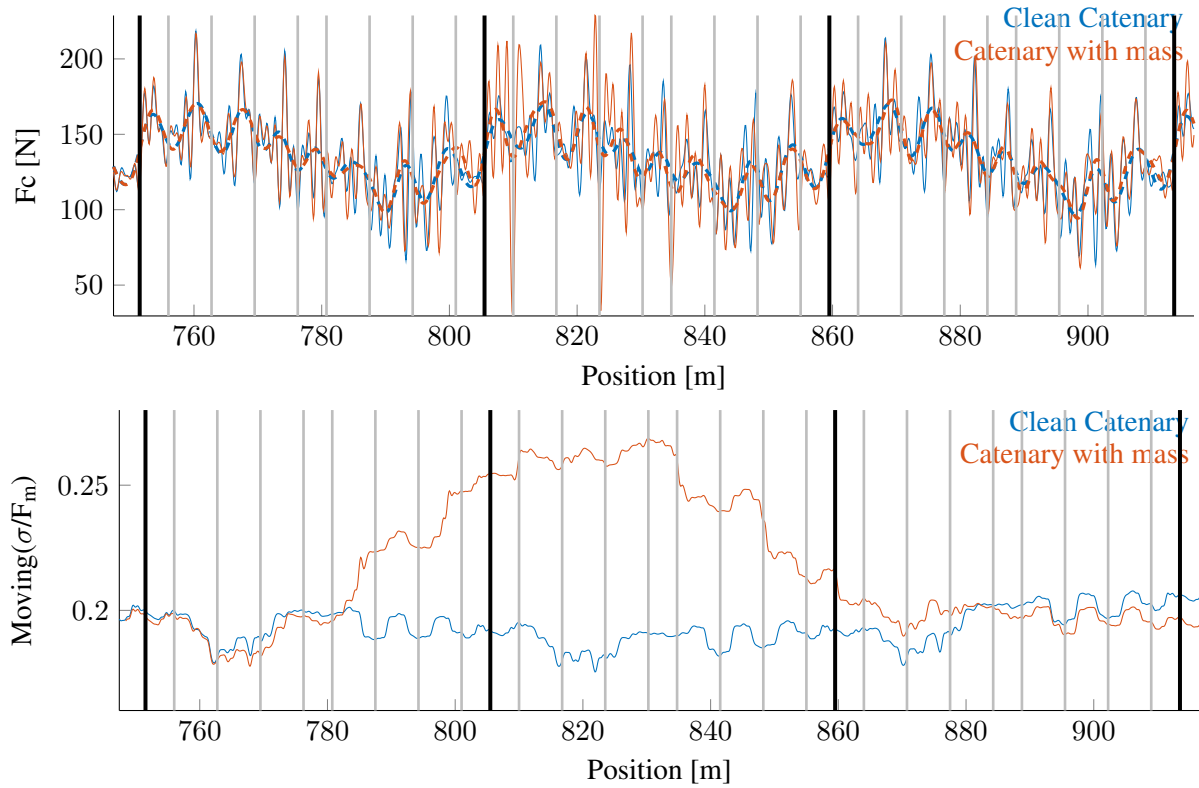 Clean Catenary
Catenary with mass
Fc [N]
200
150
100
50
760 780 800 820 840 860 880 900
Position [m]
Clean Catenary
Catenary with mass
Moving(σ/Fm)
0.25
0.2
760 780 800 820 840 860 880 900
Position [m]